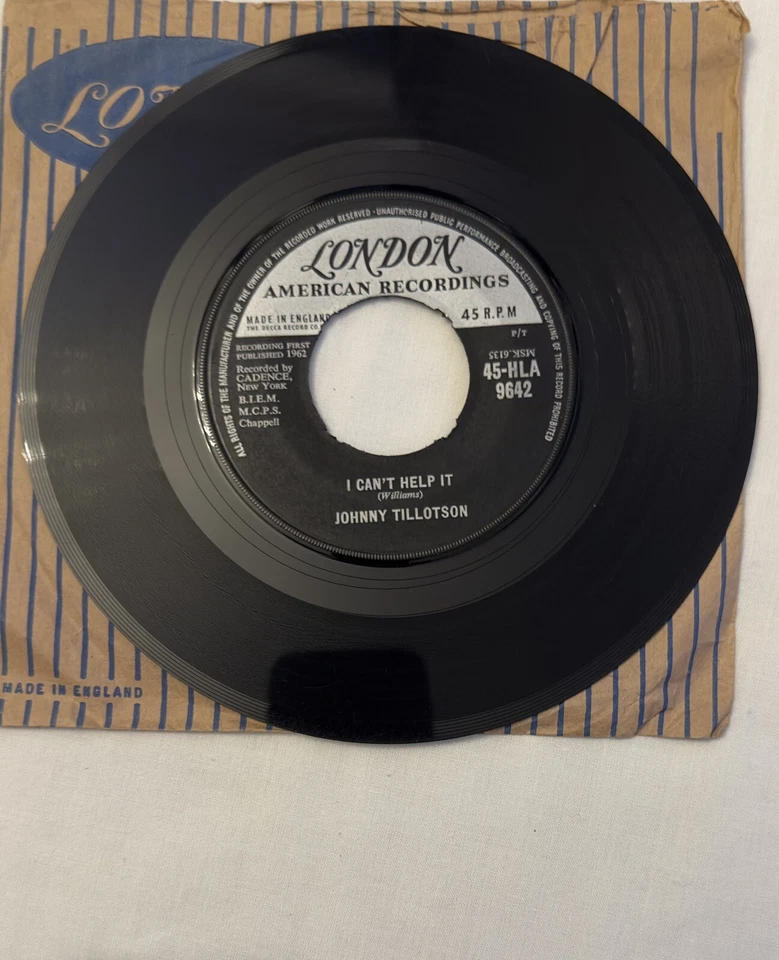 LO
ALL RIGHTS OF THE MANUFACTURER AND OF THE OWNER OF THE RECORDED WORK RESERVED · UNAUTHORISED PUBLIC PERFORMANCE BROADCASTING AND COPYING OF THIS RECORD PROHIBITED
LONDON
AMERICAN RECORDINGS
MADE IN ENGLAND 45 R.P.M
THE DECCA RECORD CO
RECORDING FIRST
PUBLISHED 1962
Recorded by
CADENCE,
New York
B.I.E.M.
M.C.P.S.
Chappell
P/T
MSK.6135
45-HLA
9642
I CAN'T HELP IT
(Williams)
JOHNNY TILLOTSON
MADE IN ENGLAND